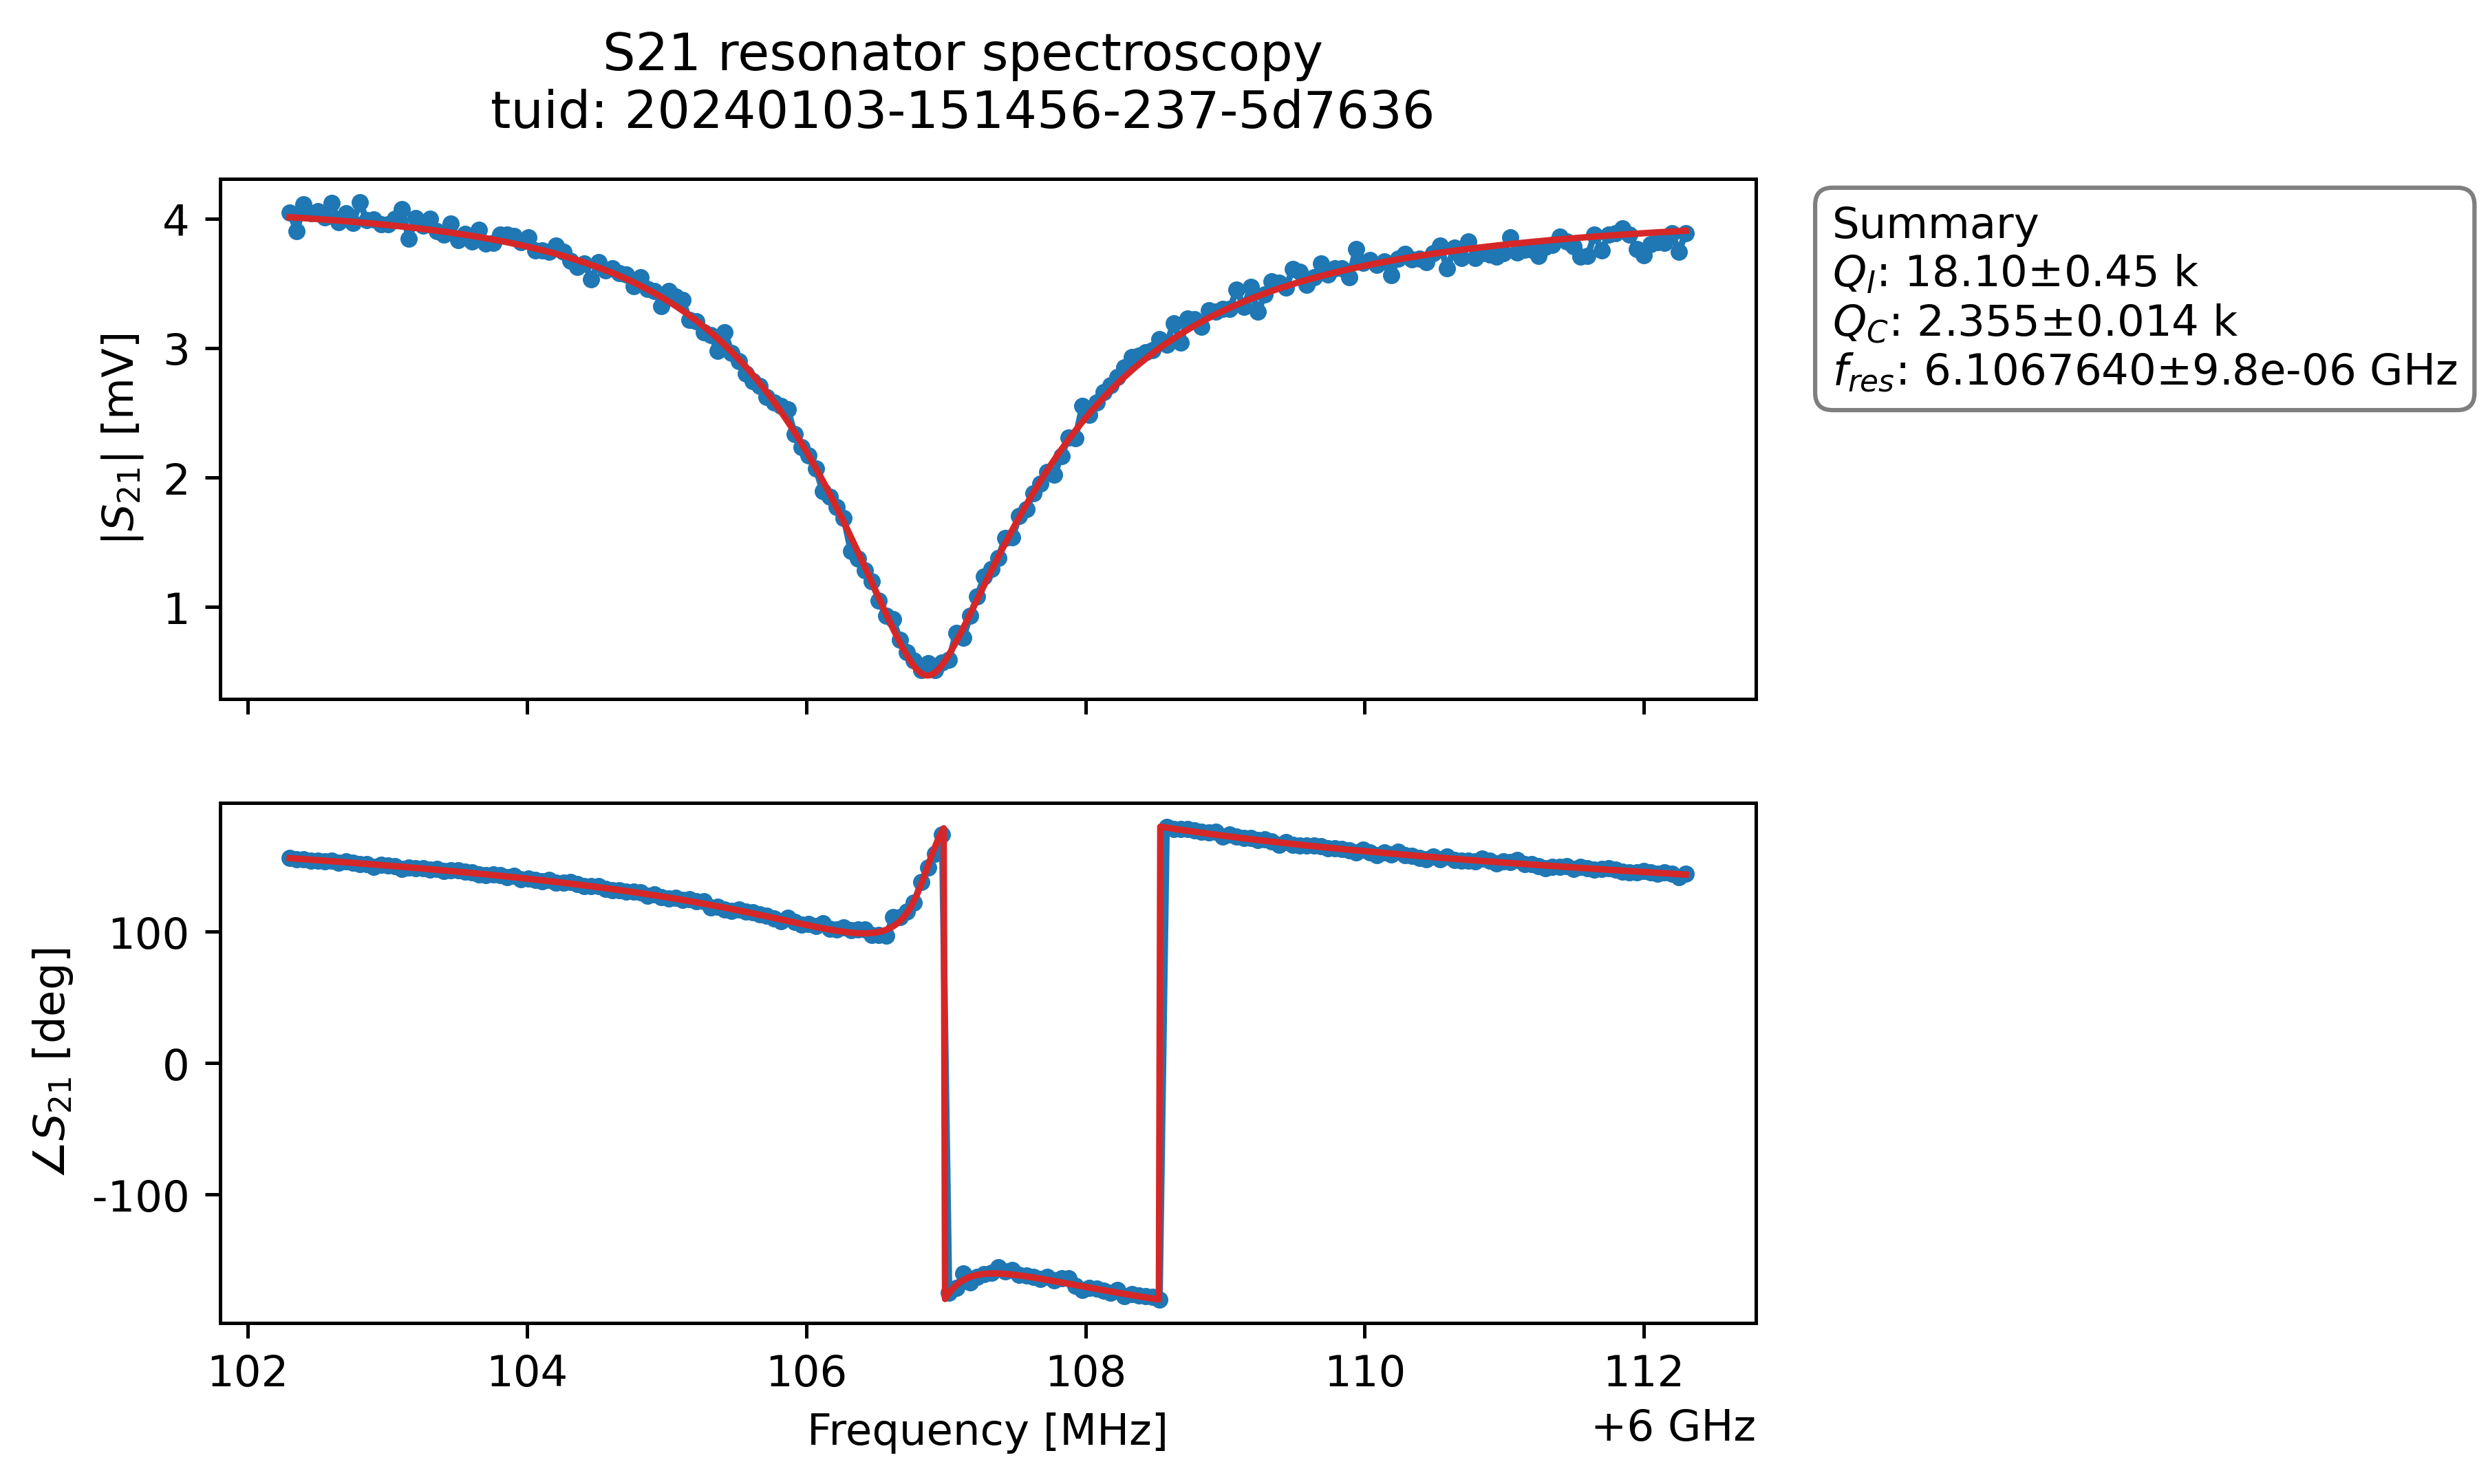 S21 resonator spectroscopy
tuid: 20240103-151456-237-5d7636
4
3
2
1
|S21| [mV]
Summary
QI: 18.10±0.45 k
QC: 2.355±0.014 k
fres: 6.1067640±9.8e-06 GHz
100
0
-100
∠S21 [deg]
102 104 106 108 110 112
Frequency [MHz]
+6 GHz